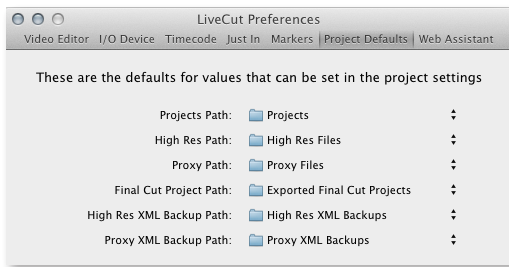 LiveCut Preferences
Video Editor I/O Device Timecode Just In Markers Project Defaults Web Assistant
These are the defaults for values that can be set in the project settings
Projects Path: Projects
High Res Path: High Res Files
Proxy Path: Proxy Files
Final Cut Project Path: Exported Final Cut Projects
High Res XML Backup Path: High Res XML Backups
Proxy XML Backup Path: Proxy XML Backups